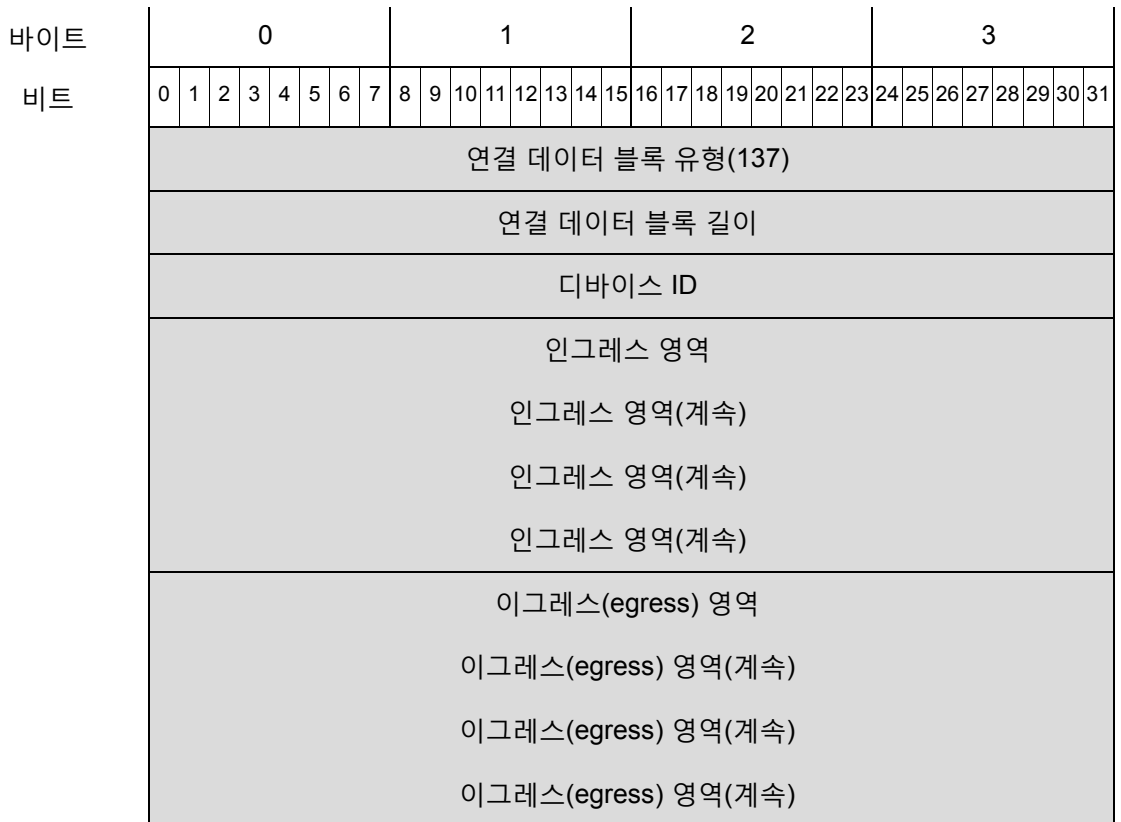 바이트 0 1 2 3
비트 0 1 2 3 4 5 6 7 8 9 10 11 12 13 14 15 16 17 18 19 20 21 22 23 24 25 26 27 28 29 30 31
연결 데이터 블록 유형(137)
연결 데이터 블록 길이
디바이스 ID
인그레스 영역
인그레스 영역(계속)
인그레스 영역(계속)
인그레스 영역(계속)
이그레스(egress) 영역
이그레스(egress) 영역(계속)
이그레스(egress) 영역(계속)
이그레스(egress) 영역(계속)